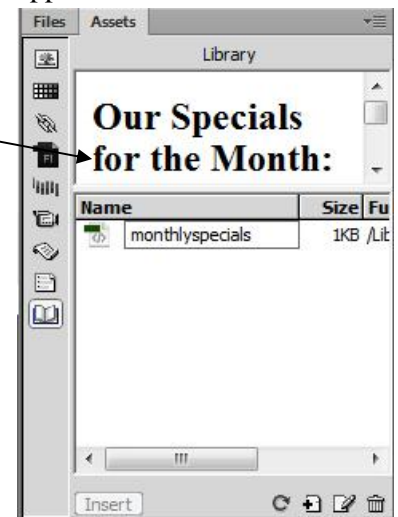 Files Assets
Library
Our Specials
for the Month:
Name Size Fu
monthlyspecials 1KB /Lib
Insert